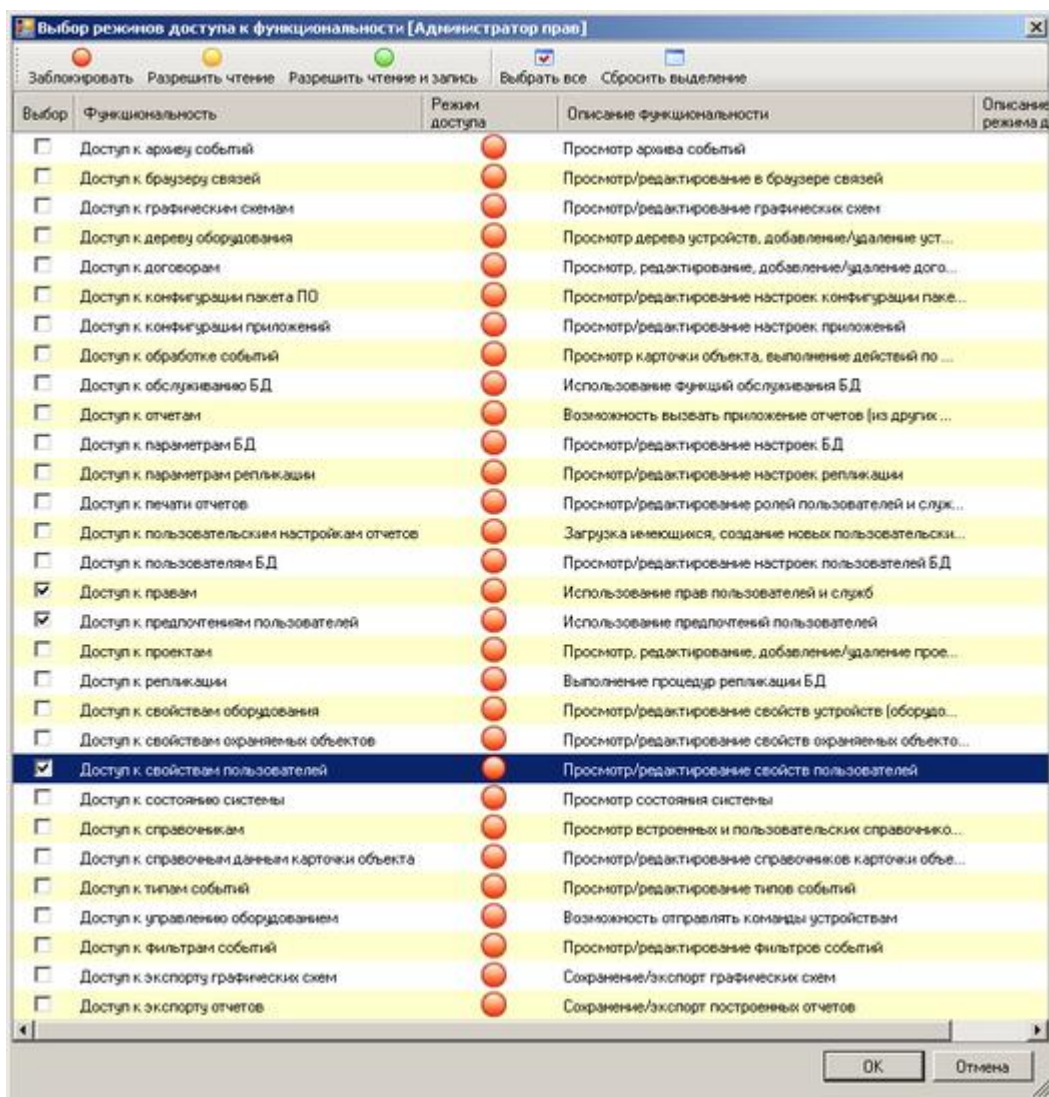 Выбор режимов доступа к функциональности [Администратор прав]
Заблокировать Разрешить чтение Разрешить чтение и запись Выбрать все Сбросить выделение
Выбор Функциональность Режим доступа Описание функциональности Описание режима д
Доступ к архиву событий Просмотр архива событий
Доступ к браузеру связей Просмотр/редактирование в браузере связей
Доступ к графическим схемам Просмотр/редактирование графических схем
Доступ к дереву оборудования Просмотр дерева устройств, добавление/удаление уст...
Доступ к договорам Просмотр, редактирование, добавление/удаление дого...
Доступ к конфигурации пакета ПО Просмотр/редактирование настроек конфигурации паке...
Доступ к конфигурации приложений Просмотр/редактирование настроек приложений
Доступ к обработке событий Просмотр карточки объекта, выполнение действий по ...
Доступ к обслуживанию БД Использование функций обслуживания БД
Доступ к отчетам Возможность вызвать приложение отчетов (из других ...
Доступ к параметрам БД Просмотр/редактирование настроек БД
Доступ к параметрам репликации Просмотр/редактирование настроек репликации
Доступ к печати отчетов Просмотр/редактирование ролей пользователей и служ...
Доступ к пользовательским настройкам отчетов Загрузка имеющихся, создание новых пользовательски...
Доступ к пользователям БД Просмотр/редактирование настроек пользователей БД
Доступ к правам Использование прав пользователей и служб
Доступ к предпочтениям пользователей Использование предпочтений пользователей
Доступ к проектам Просмотр, редактирование, добавление/удаление прое...
Доступ к репликации Выполнение процедур репликации БД
Доступ к свойствам оборудования Просмотр/редактирование свойств устройств (оборудо...
Доступ к свойствам охраняемых объектов Просмотр/редактирование свойств охраняемых объекто...
Доступ к свойствам пользователей Просмотр/редактирование свойств пользователей
Доступ к состоянию системы Просмотр состояния системы
Доступ к справочникам Просмотр встроенных и пользовательских справочнико...
Доступ к справочным данным карточки объекта Просмотр/редактирование справочников карточки объе...
Доступ к типам событий Просмотр/редактирование типов событий
Доступ к управлению оборудованием Возможность отправлять команды устройствам
Доступ к фильтрам событий Просмотр/редактирование фильтров событий
Доступ к экспорту графических схем Сохранение/экспорт графических схем
Доступ к экспорту отчетов Сохранение/экспорт построенных отчетов
OK Отмена